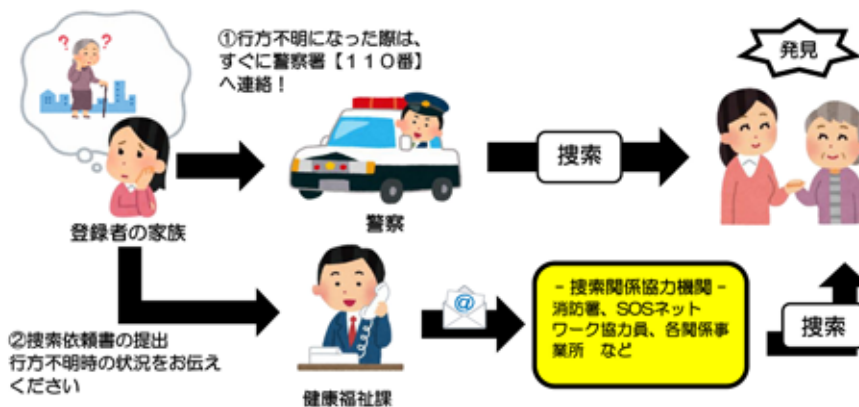 ？
？
①行方不明になった際は、
すぐに警察署【１１０番】
へ連絡！
発見
捜索
登録者の家族
警察
@
－捜索関係協力機関－
消防署、SOSネット
ワーク協力員、各関係事
業所　など
捜索
②捜索依頼書の提出
行方不明時の状況をお伝え
ください
健康福祉課